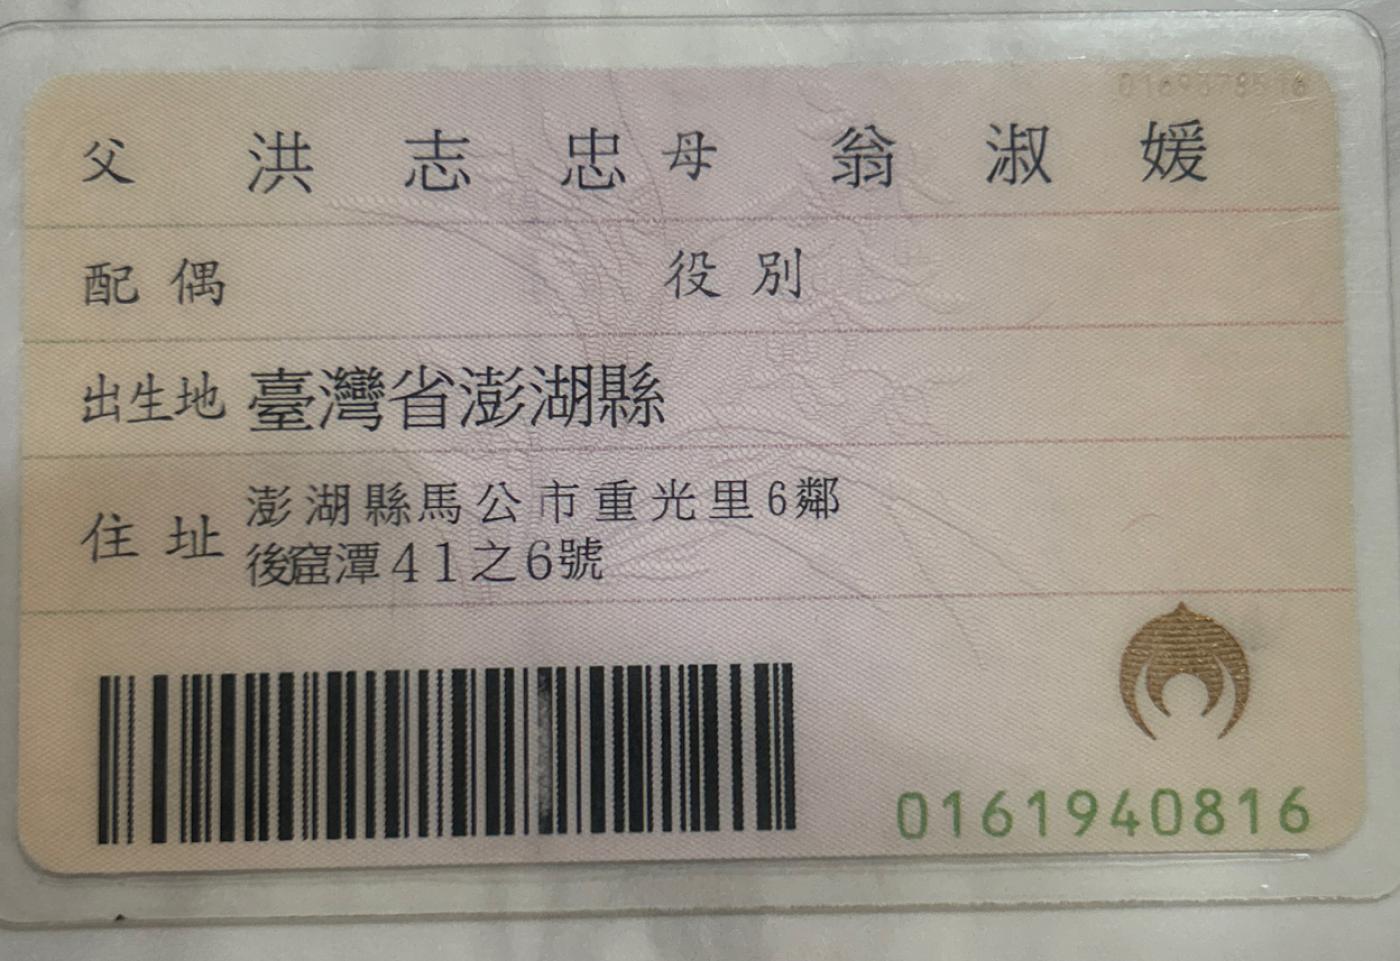 0169378516
父 洪志忠 母 翁淑媛
配偶 役別
出生地 臺灣省澎湖縣
住址 澎湖縣馬公市重光里6鄰
後窟潭41之6號
0161940816